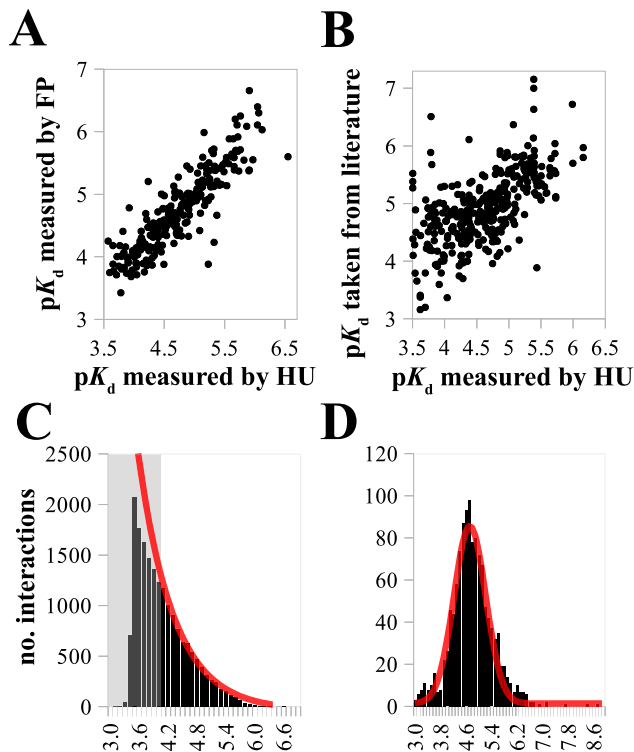 A
pKd measured by FP
7
6
5
4
3
3.5 4.5 5.5 6.5
pKd measured by HU
B
pKd taken from literature
7
6
5
4
3
3.5 4 4.5 5 5.5 6 6.5
pKd measured by HU
C
no. interactions
2500
2000
1500
1000
500
0
3.0 3.6 4.2 4.8 5.4 6.0 6.6
D
120
100
80
60
40
20
0
3.0 3.8 4.6 5.4 6.2 7.0 7.8 8.6